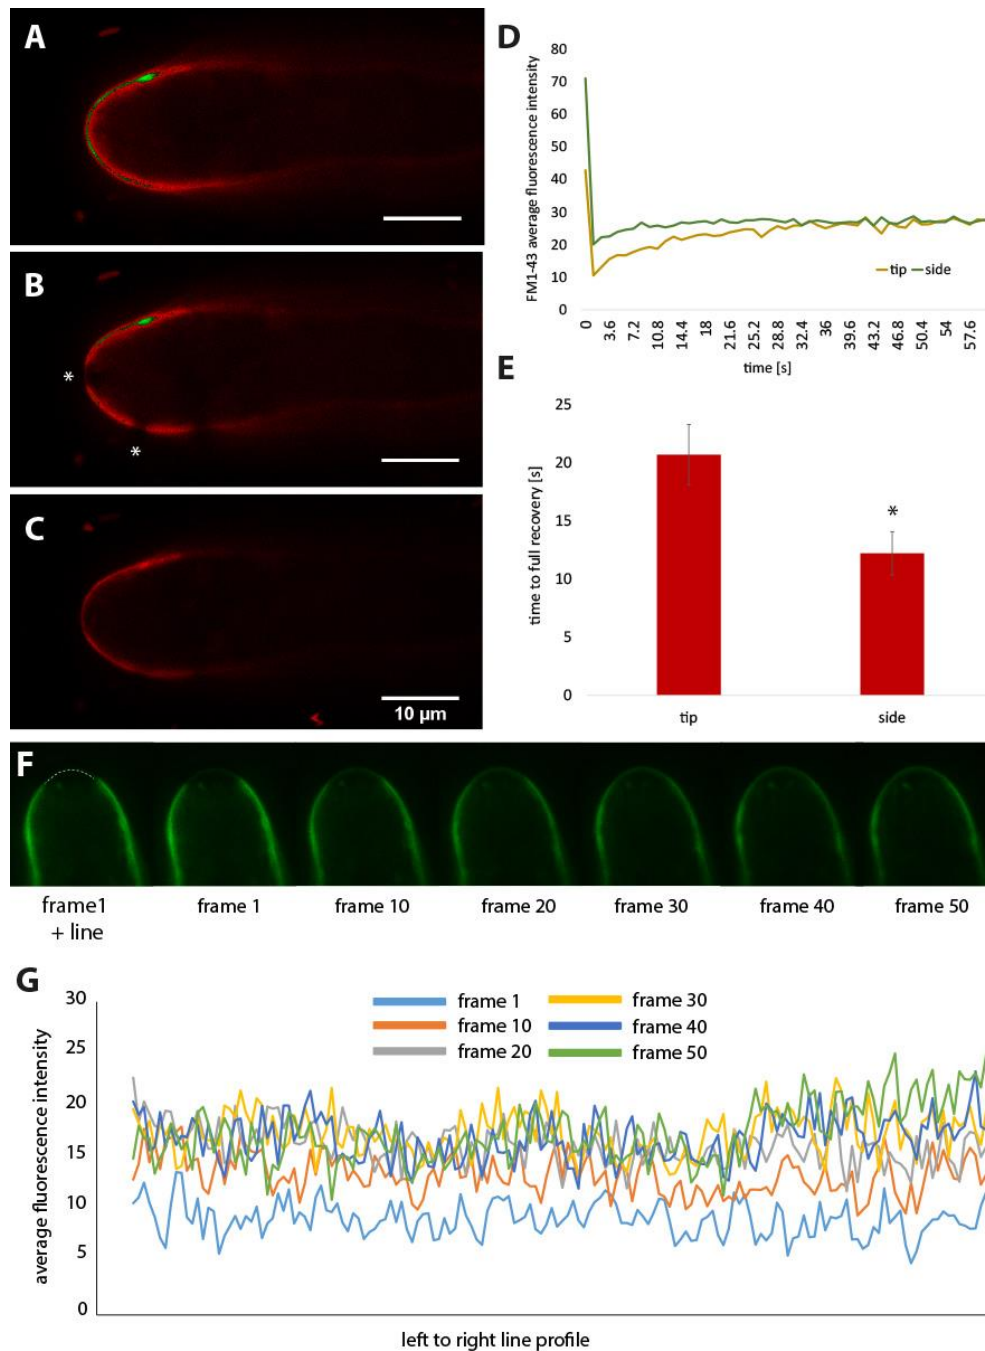 A
B
*
*
C
10 µm
D
FM1-43 average fluorescence intensity
80
70
60
50
40
30
20
10
0
tip side
0 3.6 7.2 10.8 14.4 18 21.6 25.2 28.8 32.4 36 39.6 43.2 46.8 50.4 54 57.6
time [s]
E
time to full recovery [s]
25
20
15
10
5
0
*
tip side
F
frame1 frame 1 frame 10 frame 20 frame 30 frame 40 frame 50
+ line
G
average fluorescence intensity
30
25
20
15
10
5
0
frame 1 frame 30
frame 10 frame 40
frame 20 frame 50
left to right line profile